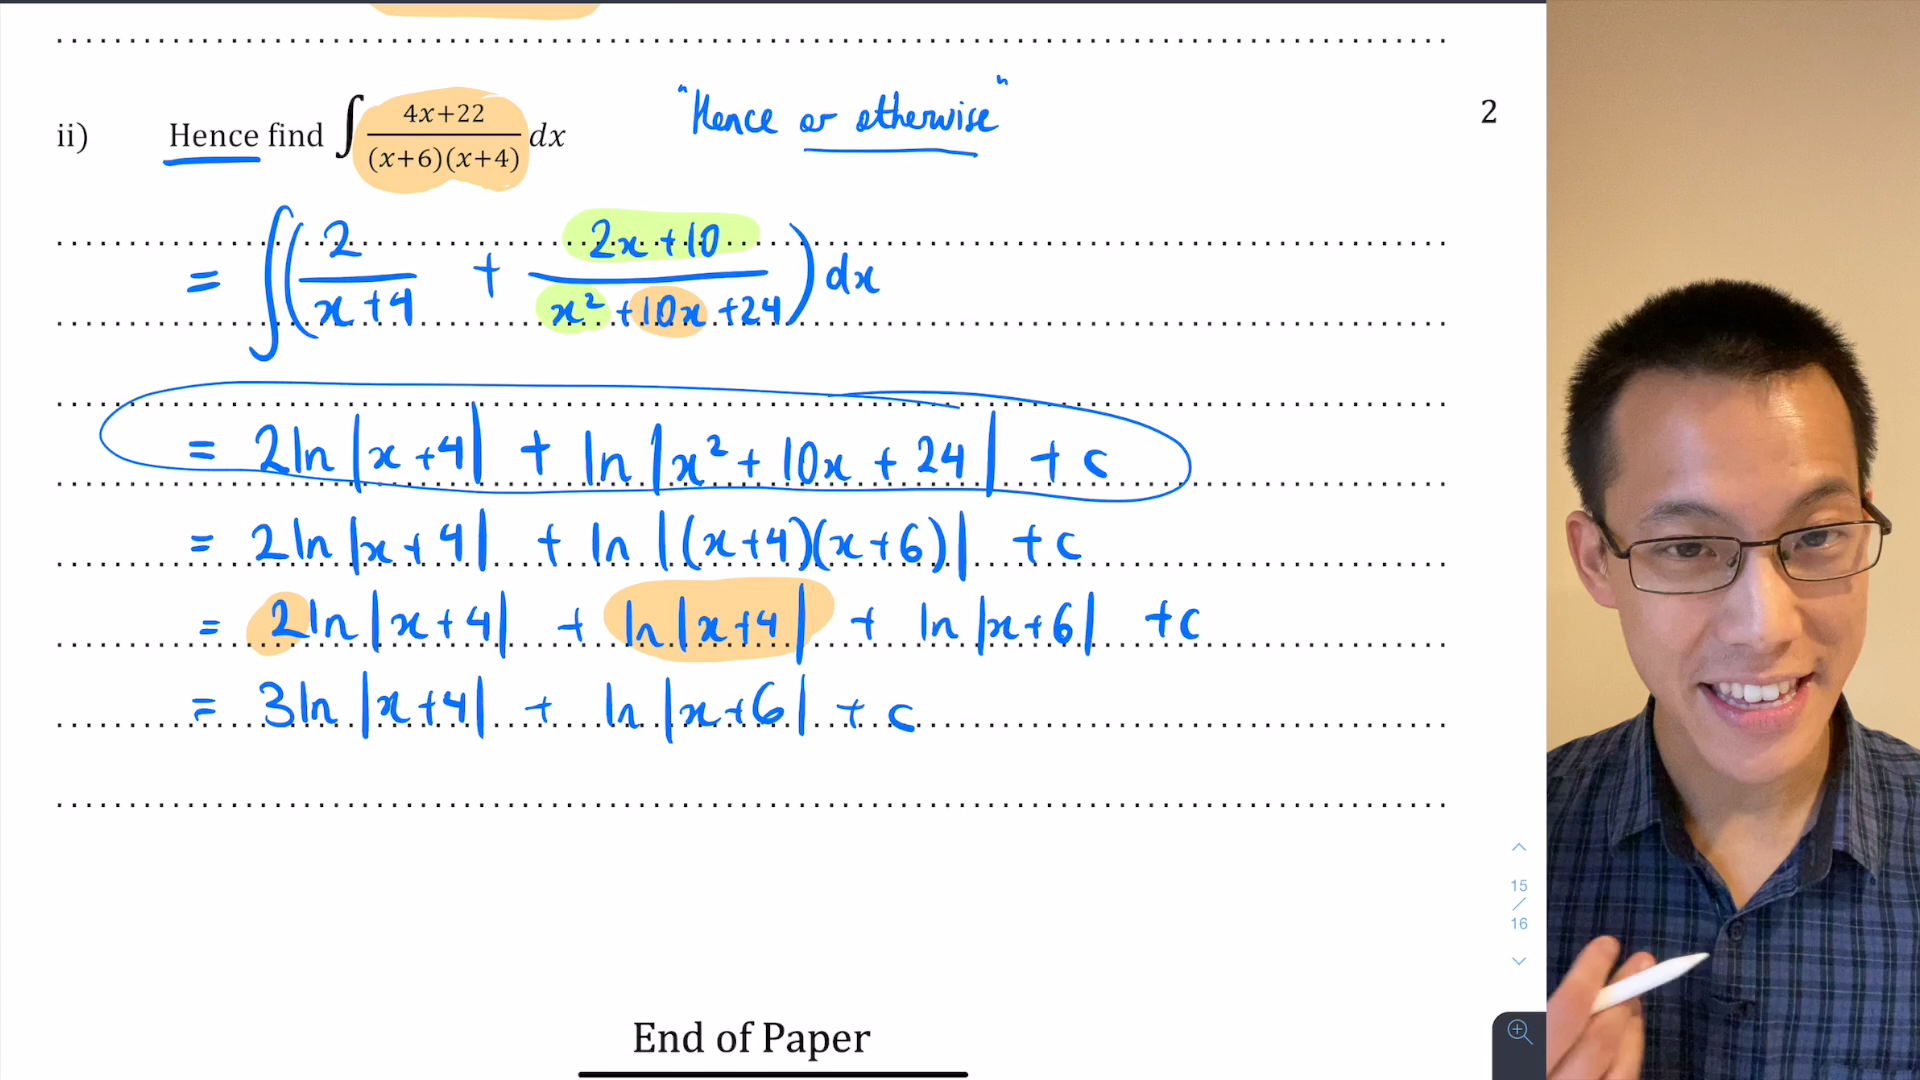 ii) Hence find ∫ (4x+22)/((x+6)(x+4)) dx "Hence or otherwise" 2
= ∫ ( 2/(x+4) + (2x+10)/(x²+10x+24) ) dx
= 2ln|x+4| + ln|x²+10x+24| + c
= 2ln|x+4| + ln|(x+4)(x+6)| + c
= 2ln|x+4| + ln|x+4| + ln|x+6| + c
= 3ln|x+4| + ln|x+6| + c
15
/
16
End of Paper